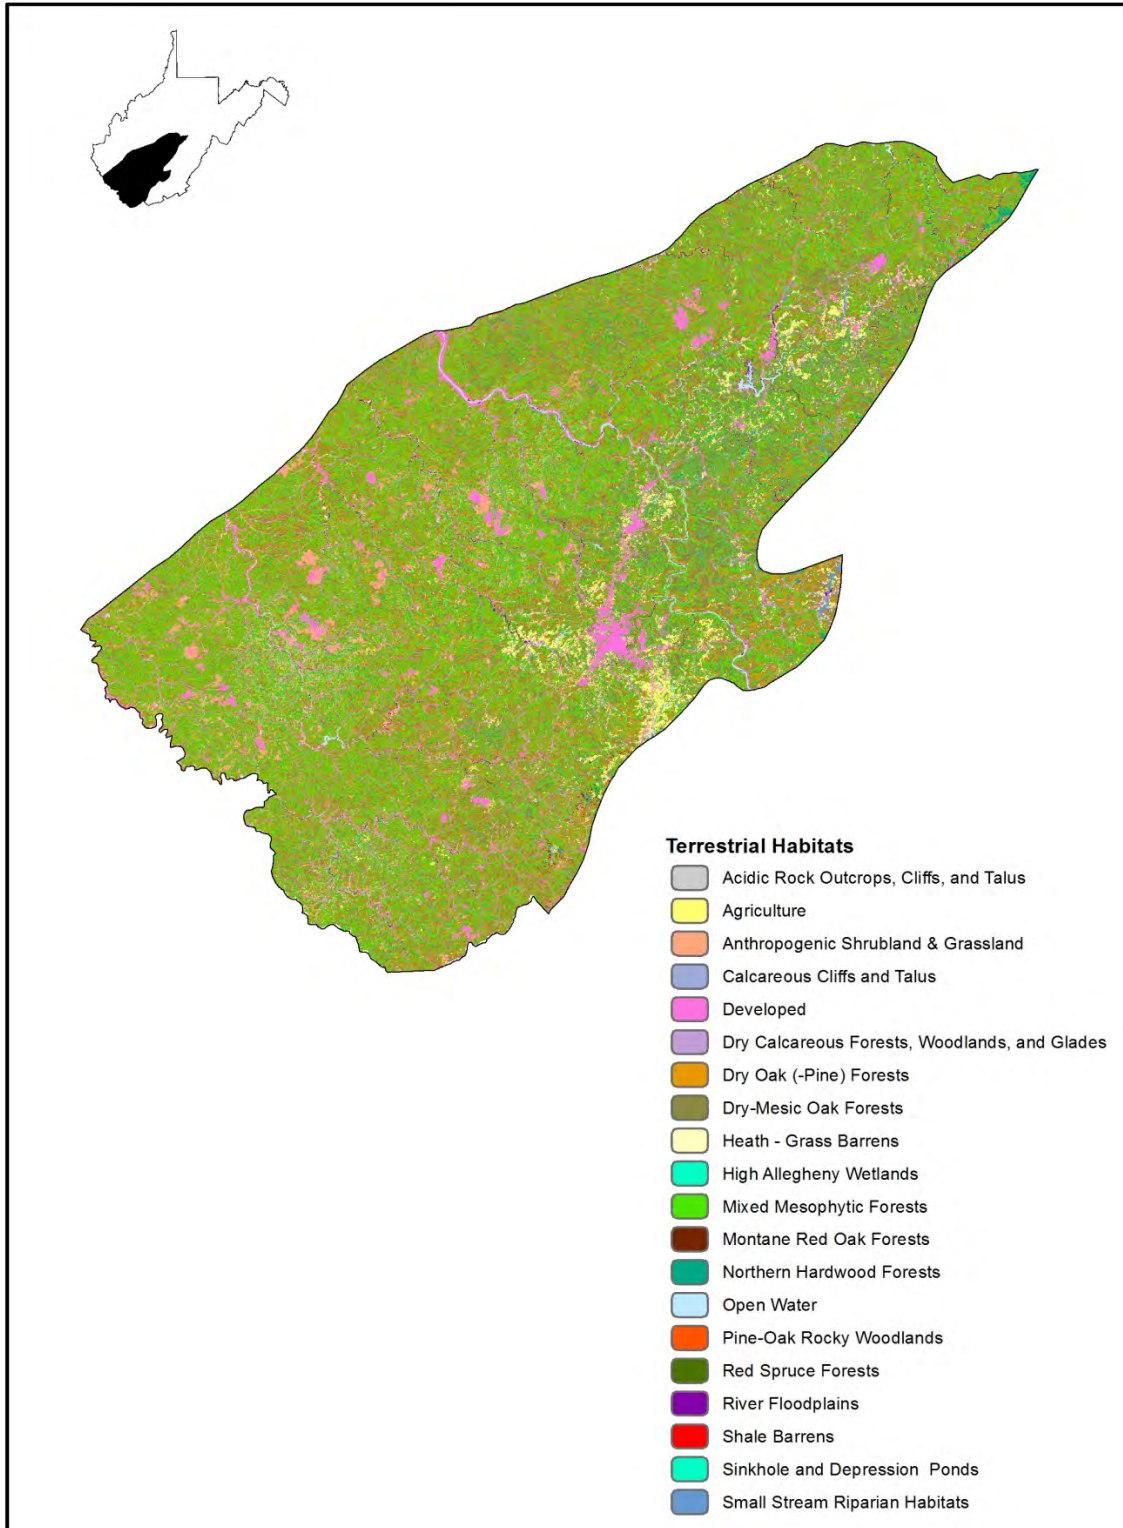 Terrestrial Habitats
Acidic Rock Outcrops, Cliffs, and Talus
Agriculture
Anthropogenic Shrubland & Grassland
Calcareous Cliffs and Talus
Developed
Dry Calcareous Forests, Woodlands, and Glades
Dry Oak (-Pine) Forests
Dry-Mesic Oak Forests
Heath - Grass Barrens
High Allegheny Wetlands
Mixed Mesophytic Forests
Montane Red Oak Forests
Northern Hardwood Forests
Open Water
Pine-Oak Rocky Woodlands
Red Spruce Forests
River Floodplains
Shale Barrens
Sinkhole and Depression Ponds
Small Stream Riparian Habitats